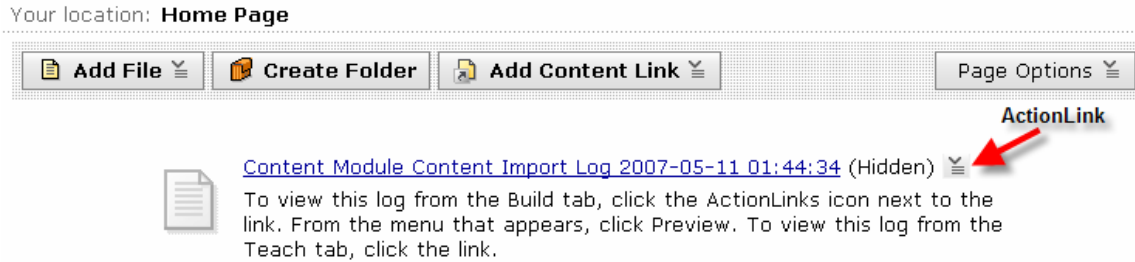 Your location: Home Page
Add File Create Folder Add Content Link Page Options
ActionLink
Content Module Content Import Log 2007-05-11 01:44:34 (Hidden)
To view this log from the Build tab, click the ActionLinks icon next to the
link. From the menu that appears, click Preview. To view this log from the
Teach tab, click the link.